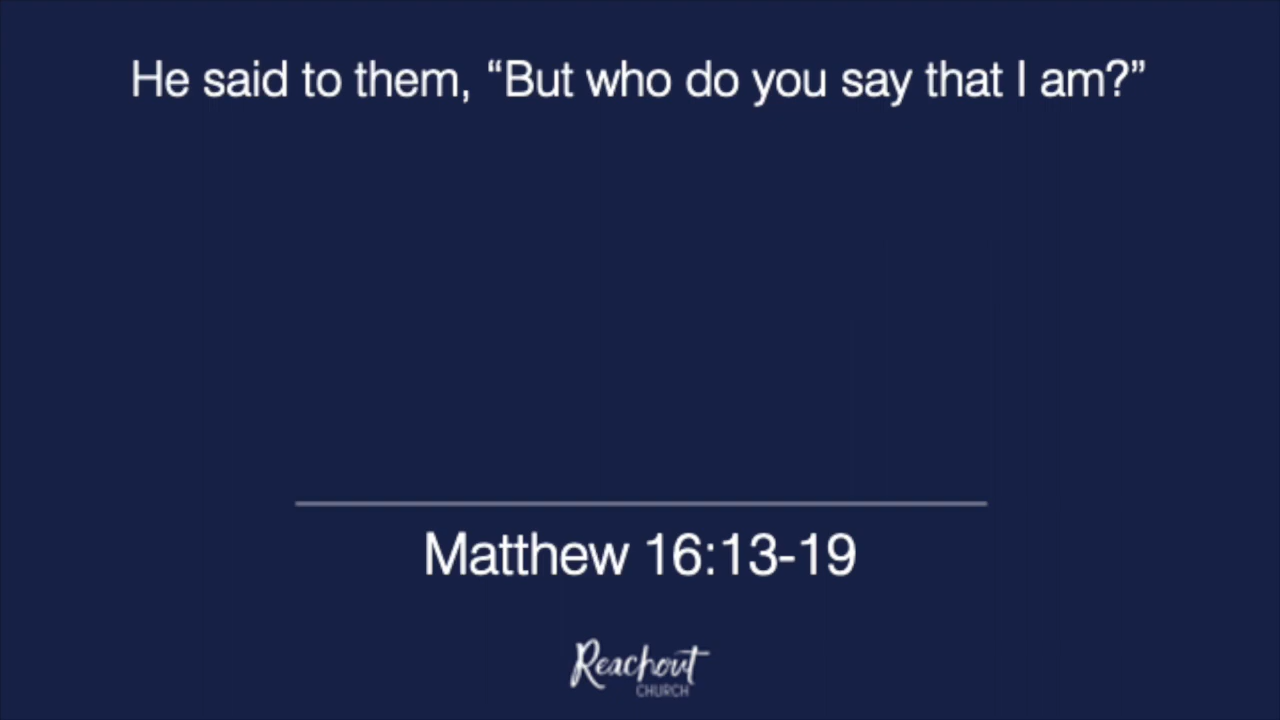 He said to them, “But who do you say that I am?”
Matthew 16:13-19
Reachout
CHURCH